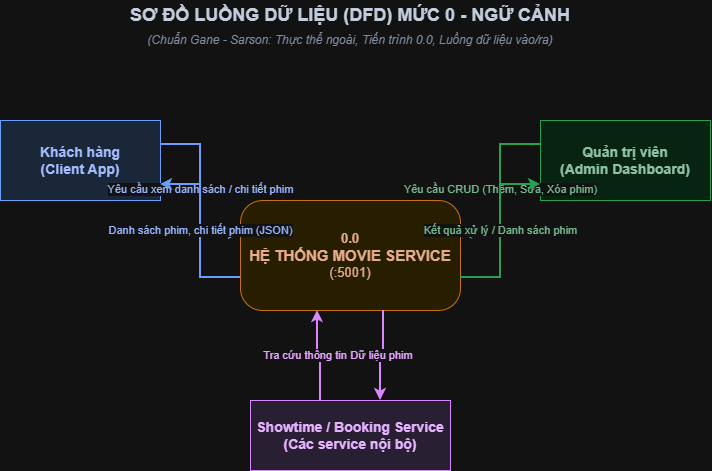 SƠ ĐỒ LUỒNG DỮ LIỆU (DFD) MỨC 0 - NGỮ CẢNH
(Chuẩn Gane - Sarson: Thực thể ngoài, Tiến trình 0.0, Luồng dữ liệu vào/ra)
Khách hàng
(Client App)
Quản trị viên
(Admin Dashboard)
Yêu cầu xem danh sách / chi tiết phim
Yêu cầu CRUD (Thêm, Sửa, Xóa phim)
Danh sách phim, chi tiết phim (JSON)
Kết quả xử lý / Danh sách phim
0.0
HỆ THỐNG MOVIE SERVICE
(:5001)
Tra cứu thông tin
Dữ liệu phim
Showtime / Booking Service
(Các service nội bộ)